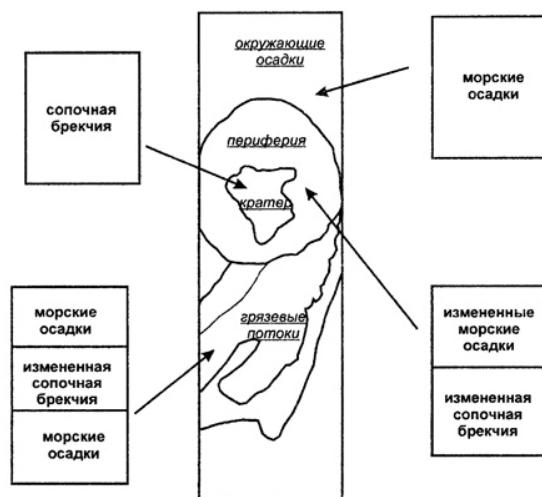 окружающие
осадки
морские
осадки
сопочная
брекчия
периферия
кратер
грязевые
потоки
морские
осадки
измененная
сопочная
брекчия
морские
осадки
измененные
морские
осадки
измененная
сопочная
брекчия